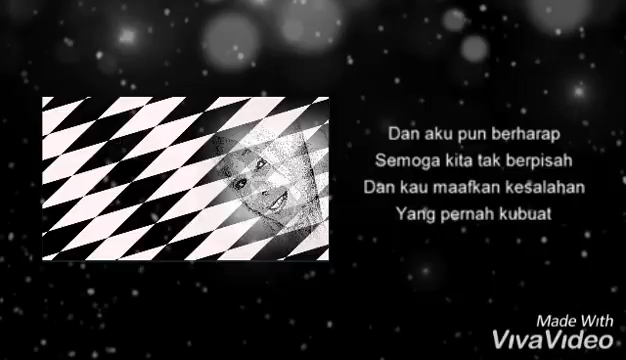 Dan aku pun berharap
Semoga kita tak berpisah
Dan kau maafkan kesalahan
Yang pernah kubuat
Made With
VivaVideo